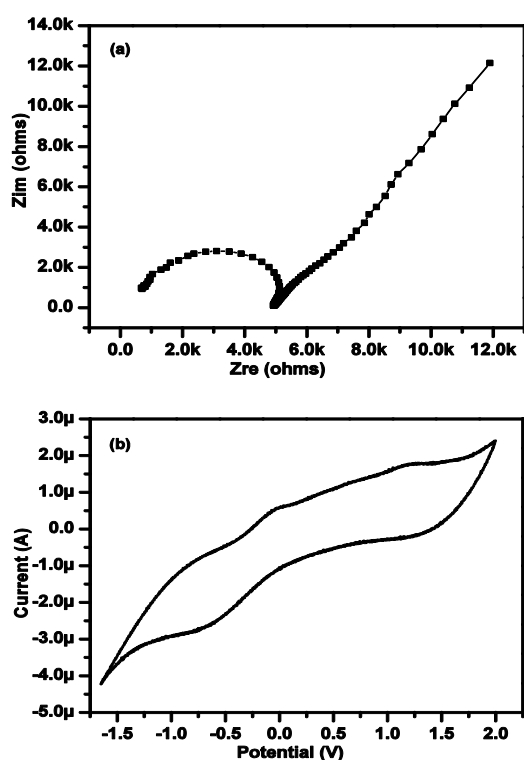 (a)
Zim (ohms)
14.0k
12.0k
10.0k
8.0k
6.0k
4.0k
2.0k
0.0
0.0 2.0k 4.0k 6.0k 8.0k 10.0k 12.0k
Zre (ohms)
(b)
Current (A)
3.0µ
2.0µ
1.0µ
0.0
-1.0µ
-2.0µ
-3.0µ
-4.0µ
-5.0µ
-1.5 -1.0 -0.5 0.0 0.5 1.0 1.5 2.0
Potential (V)